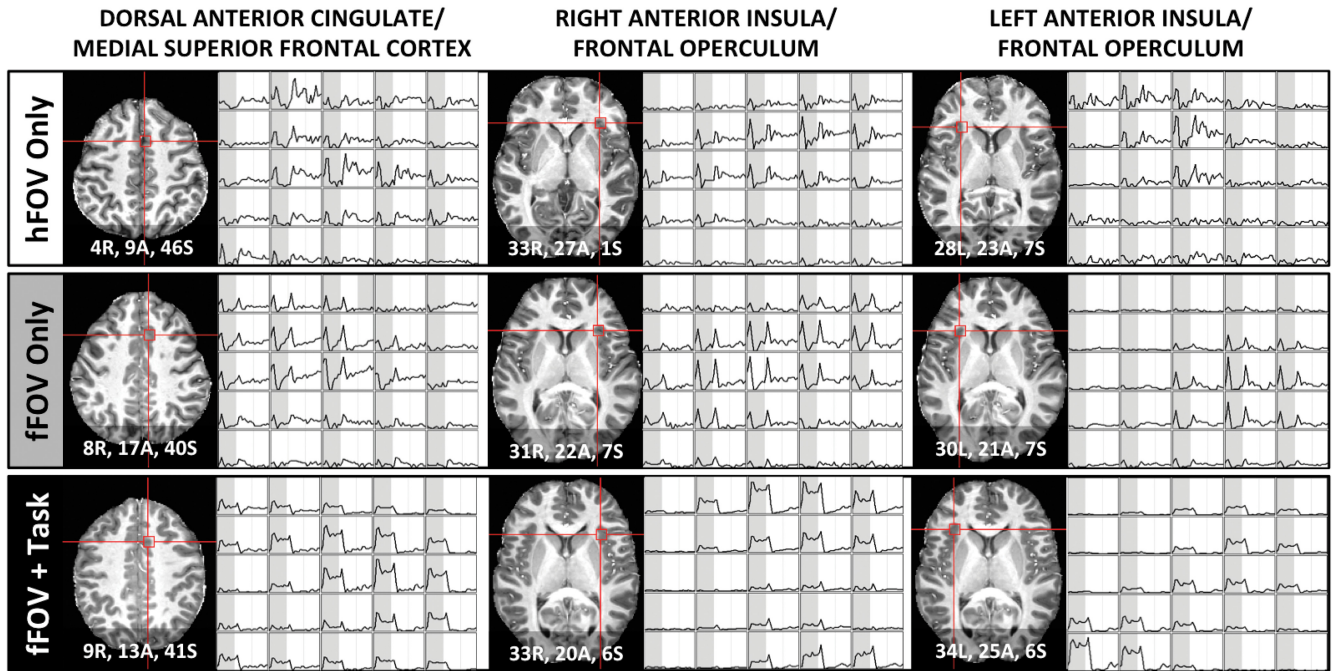 DORSAL ANTERIOR CINGULATE/
MEDIAL SUPERIOR FRONTAL CORTEX
RIGHT ANTERIOR INSULA/
FRONTAL OPERCULUM
LEFT ANTERIOR INSULA/
FRONTAL OPERCULUM
hFOV Only
4R, 9A, 46S
33R, 27A, 1S
28L, 23A, 7S
fFOV Only
8R, 17A, 40S
31R, 22A, 7S
30L, 21A, 7S
fFOV + Task
9R, 13A, 41S
33R, 20A, 6S
34L, 25A, 6S